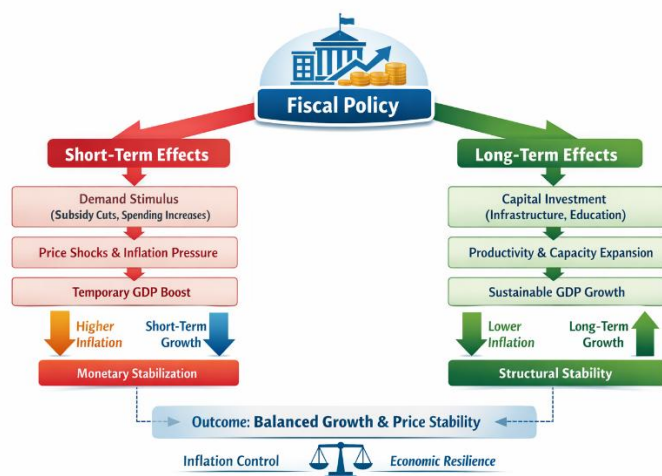 Fiscal Policy
Short-Term Effects
Demand Stimulus
(Subsidy Cuts, Spending Increases)
Price Shocks & Inflation Pressure
Temporary GDP Boost
Higher
Inflation
Short-Term
Growth
Monetary Stabilization
Long-Term Effects
Capital Investment
(Infrastructure, Education)
Productivity & Capacity Expansion
Sustainable GDP Growth
Lower
Inflation
Long-Term
Growth
Structural Stability
Outcome: Balanced Growth & Price Stability
Inflation Control
Economic Resilience